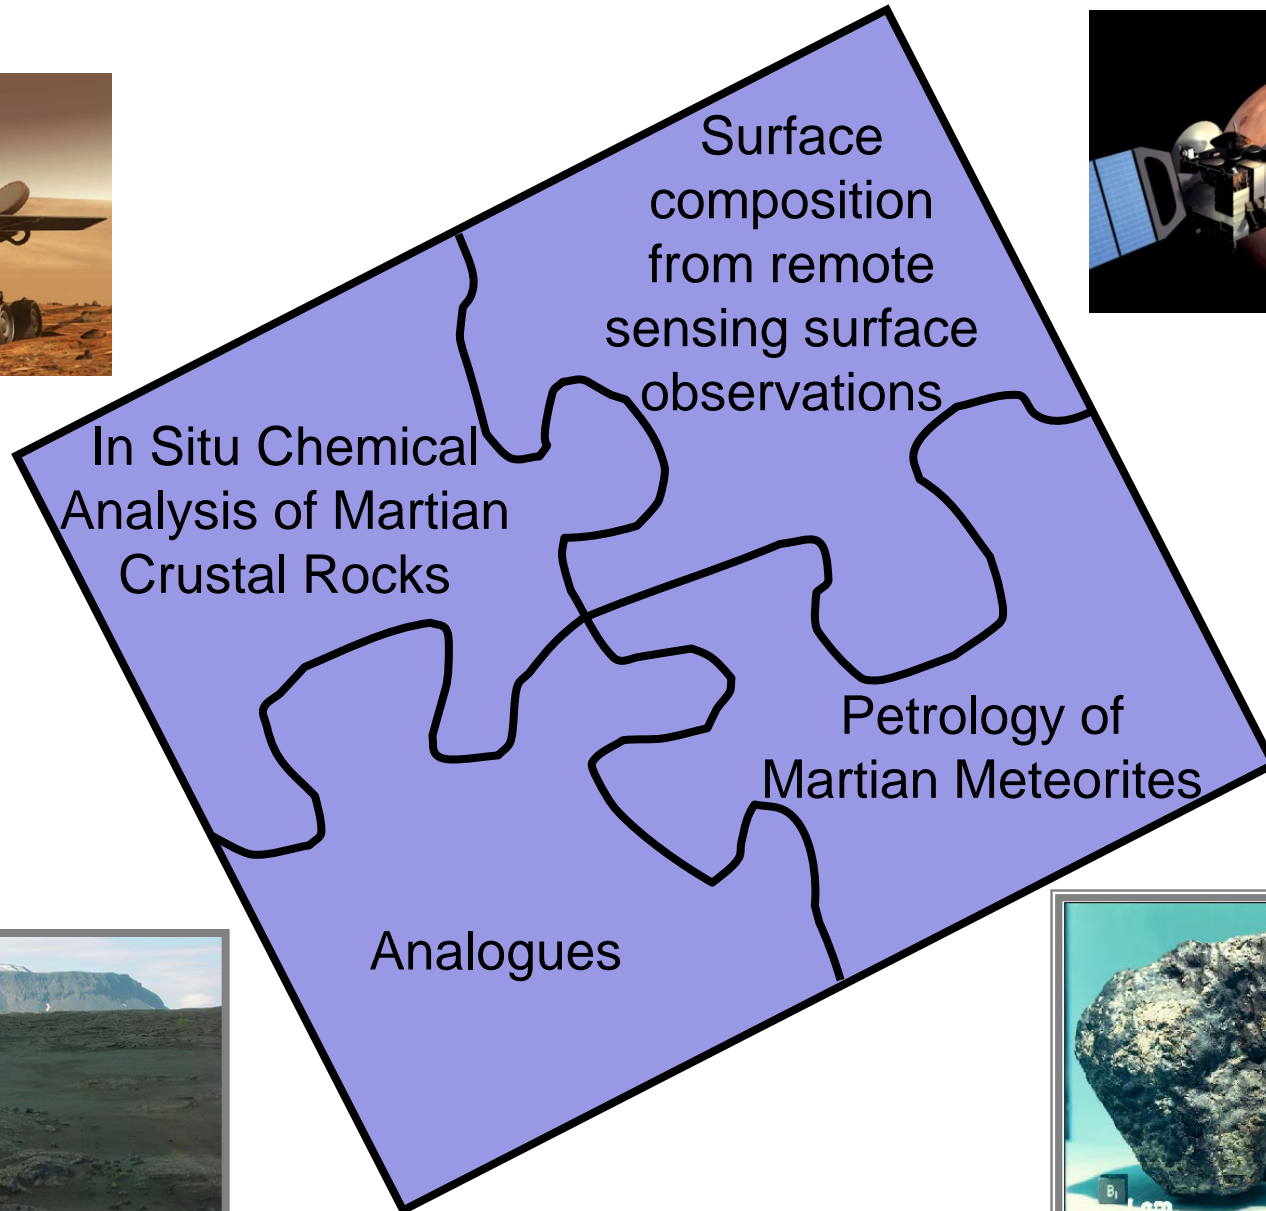 Surface
composition
from remote
sensing surface
observations
In Situ Chemical
Analysis of Martian
Crustal Rocks
Petrology of
Martian Meteorites
Analogues
B1